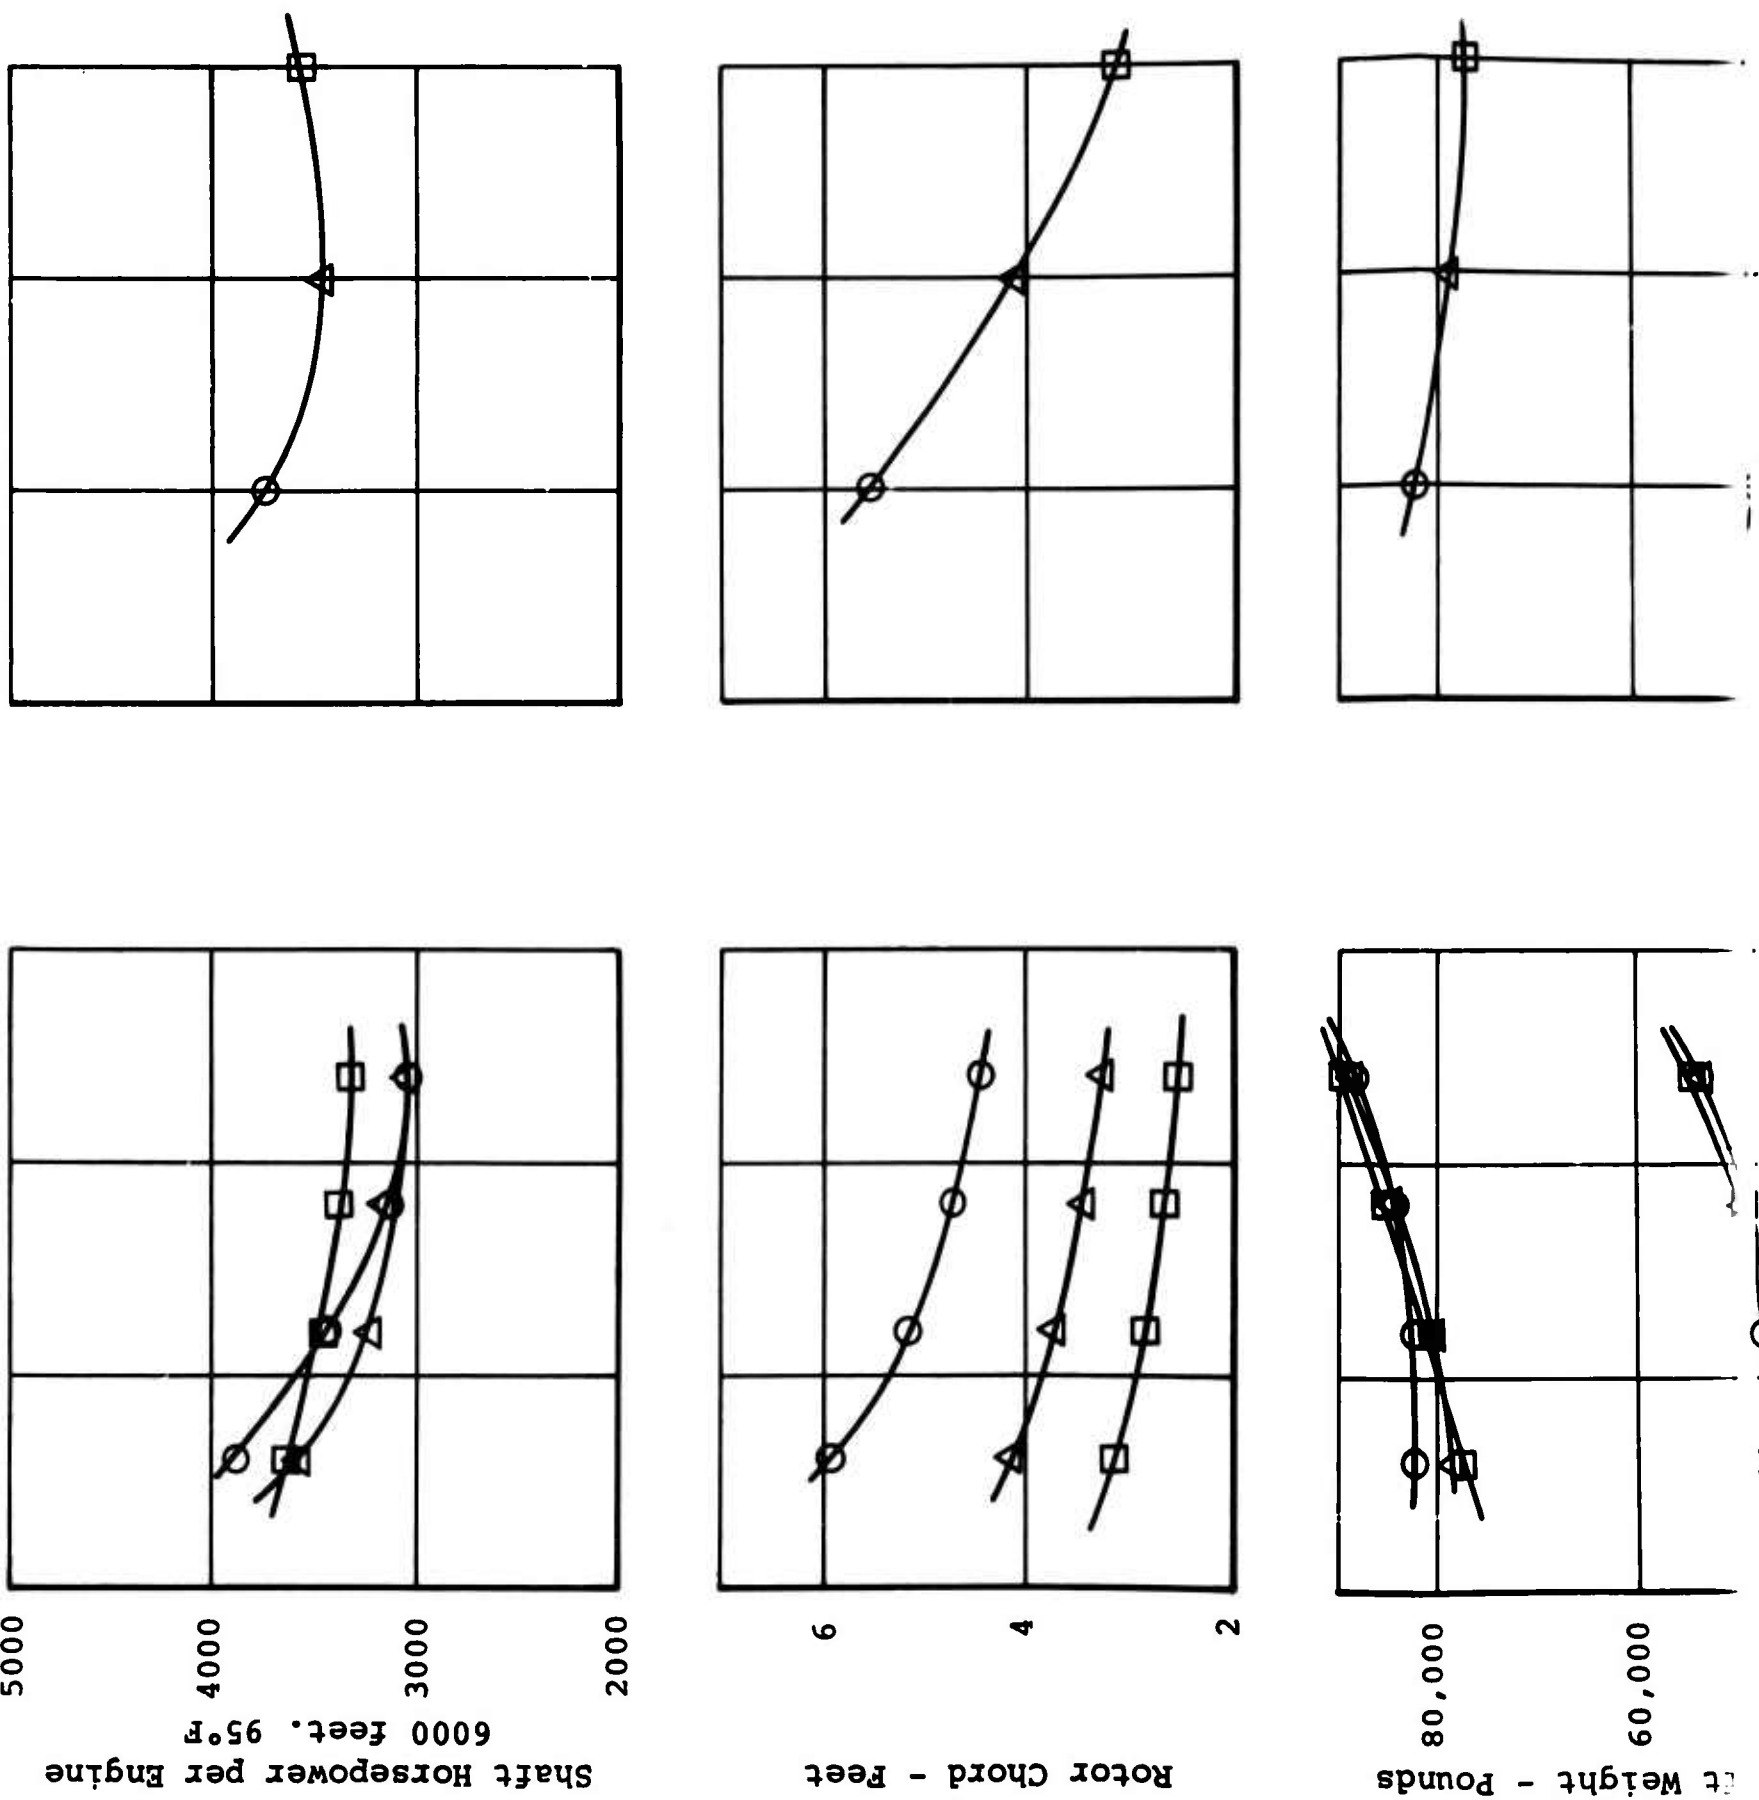 5000
4000
3000
2000
Shaft Horsepower per Engine
6000 feet. 95°F
6
4
2
Rotor Chord - Feet
80,000
60,000
Weight - Pounds